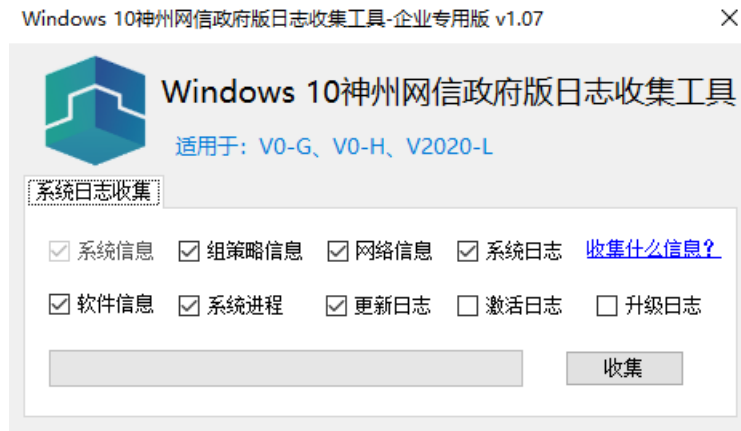 Windows 10神州网信政府版日志收集工具-企业专用版 v1.07
Windows 10神州网信政府版日志收集工具
适用于：V0-G、V0-H、V2020-L
系统日志收集
系统信息 组策略信息 网络信息 系统日志 收集什么信息？
软件信息 系统进程 更新日志 激活日志 升级日志
收集